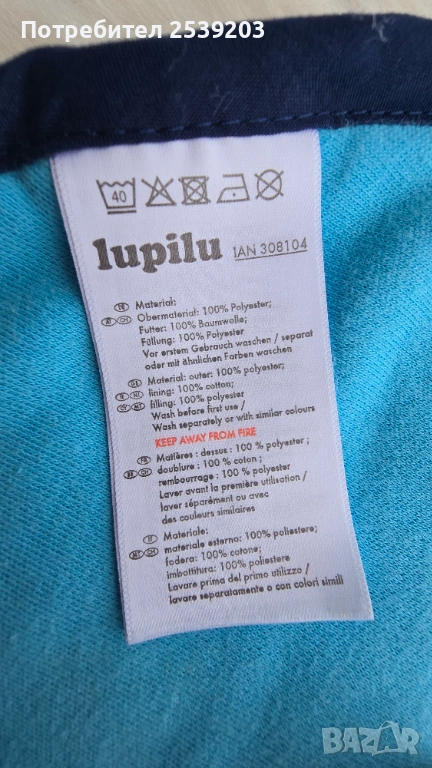 Потребител 2539203
40
lupilu IAN 308104
Material:
Obermaterial: 100% Polyester;
Futter: 100% Baumwolle;
Füllung: 100% Polyester;
Vor erstem Gebrauch waschen / separat
oder mit ähnlichen Farben waschen
Material: outer: 100% polyester;
lining: 100% cotton;
filling: 100% polyester
Wash before first use /
Wash separately or with similar colours
KEEP AWAY FROM FIRE
Matières : dessus : 100 % polyester ;
doublure : 100 % coton ;
rembourrage : 100 % polyester
Laver avant la première utilisation /
laver séparément ou avec
des couleurs similaires
Materiale:
materiale esterno: 100% poliestere;
fodera: 100% cotone;
imbottitura: 100% poliestere
Lavare prima del primo utilizzo /
lavare separatamente o con colori simili
BAZAR